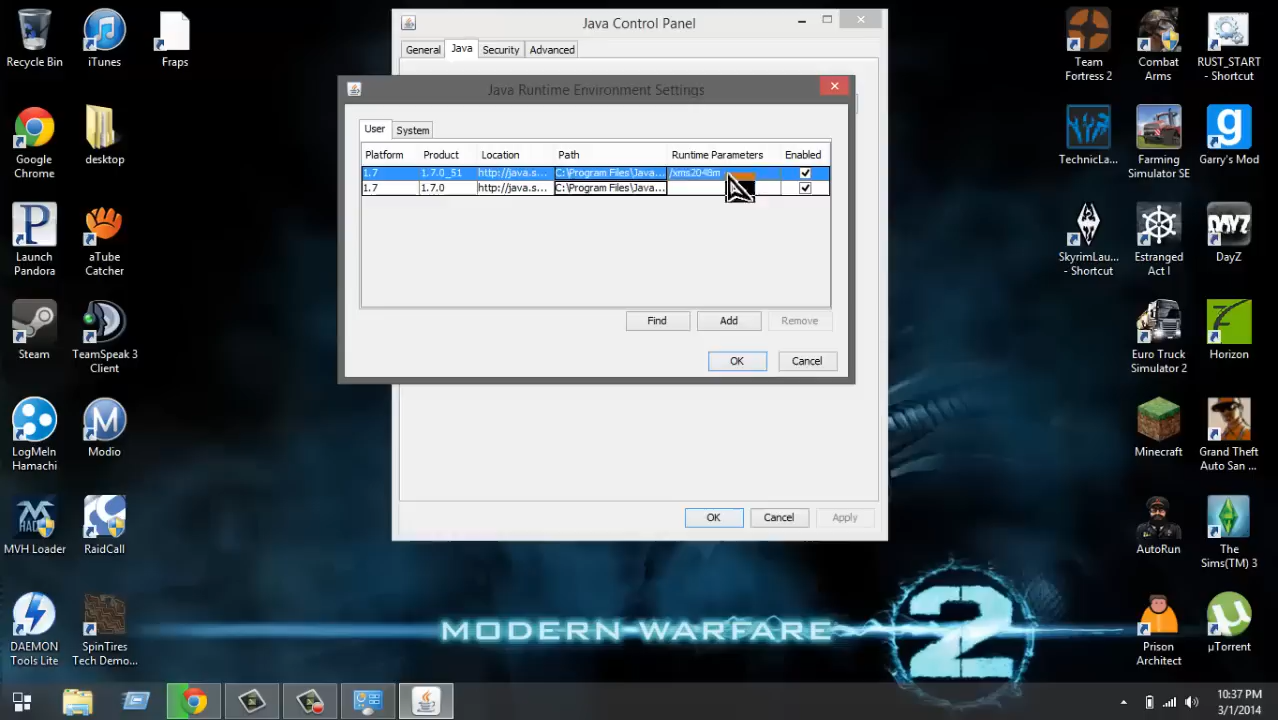 Java Control Panel
General Java Security Advanced
Java Runtime Environment Settings
User System
Platform Product Location Path Runtime Parameters Enabled
1.7 1.7.0_51 http://java.s... C:\Program Files\Java... /xms2048m
1.7 1.7.0 http://java.s... C:\Program Files\Java...
Find Add Remove
OK Cancel
OK Cancel Apply
Recycle Bin
iTunes
Fraps
Google
Chrome
desktop
Launch
Pandora
aTube
Catcher
Steam
TeamSpeak 3
Client
LogMeIn
Hamachi
Modio
MVH Loader
RaidCall
DAEMON
Tools Lite
SpinTires
Tech Demo...
Team
Fortress 2
Combat
Arms
RUST_START
- Shortcut
TechnicLa...
Farming
Simulator SE
Garry's Mod
SkyrimLau...
- Shortcut
Estranged
Act I
DayZ
Euro Truck
Simulator 2
Horizon
Minecraft
Grand Theft
Auto San ...
AutoRun
The
Sims(TM) 3
Prison
Architect
µTorrent
MODERN WARFARE
2
10:37 PM
3/1/2014